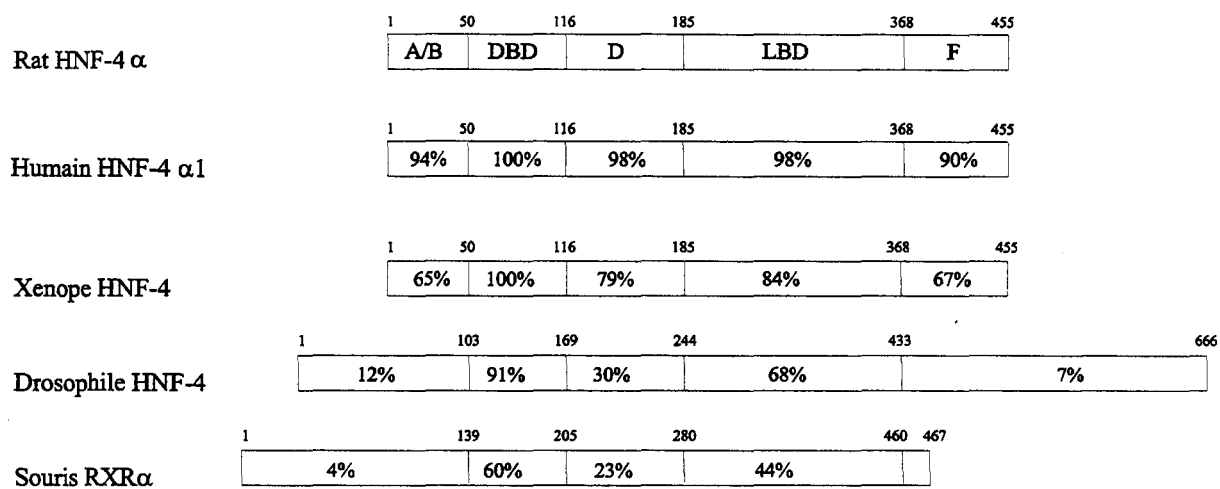 1 50 116 185 368 455
Rat HNF-4 α A/B DBD D LBD F
1 50 116 185 368 455
Humain HNF-4 α1 94% 100% 98% 98% 90%
1 50 116 185 368 455
Xenope HNF-4 65% 100% 79% 84% 67%
1 103 169 244 433 666
Drosophile HNF-4 12% 91% 30% 68% 7%
1 139 205 280 460 467
Souris RXRα 4% 60% 23% 44%